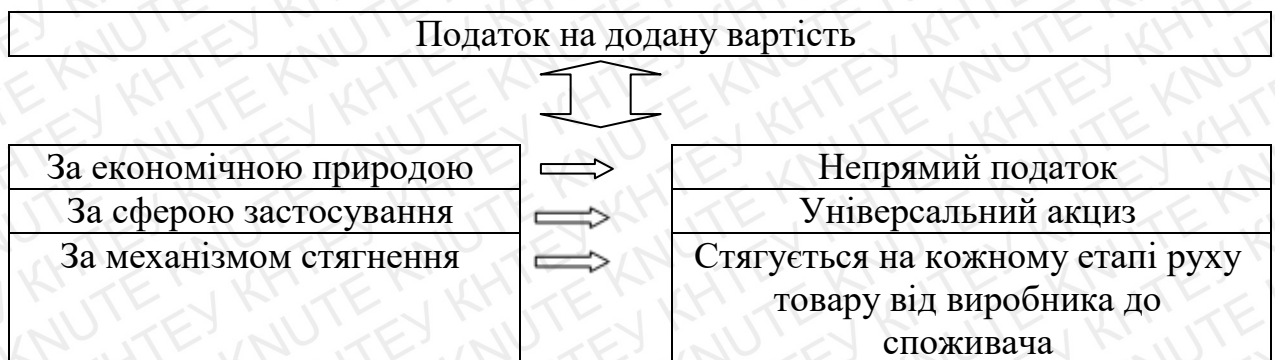 Податок на додану вартість
За економічною природою
Непрямий податок
За сферою застосування
Універсальний акциз
За механізмом стягнення
Стягується на кожному етапі руху
товару від виробника до
споживача